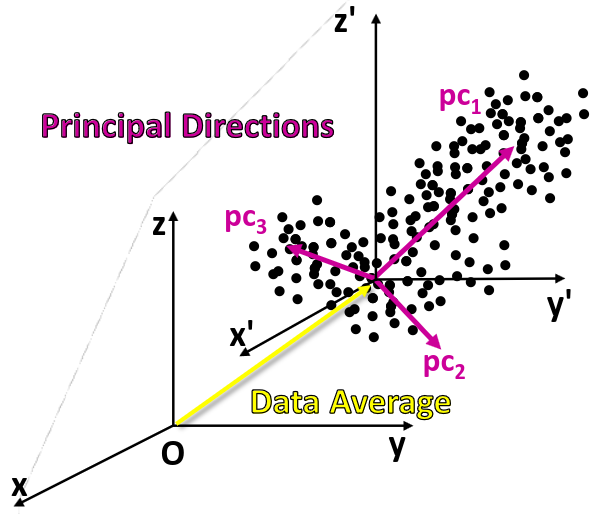 z'
pc1
Principal Directions
pc3
z
y'
x'
pc2
Data Average
y
O
x